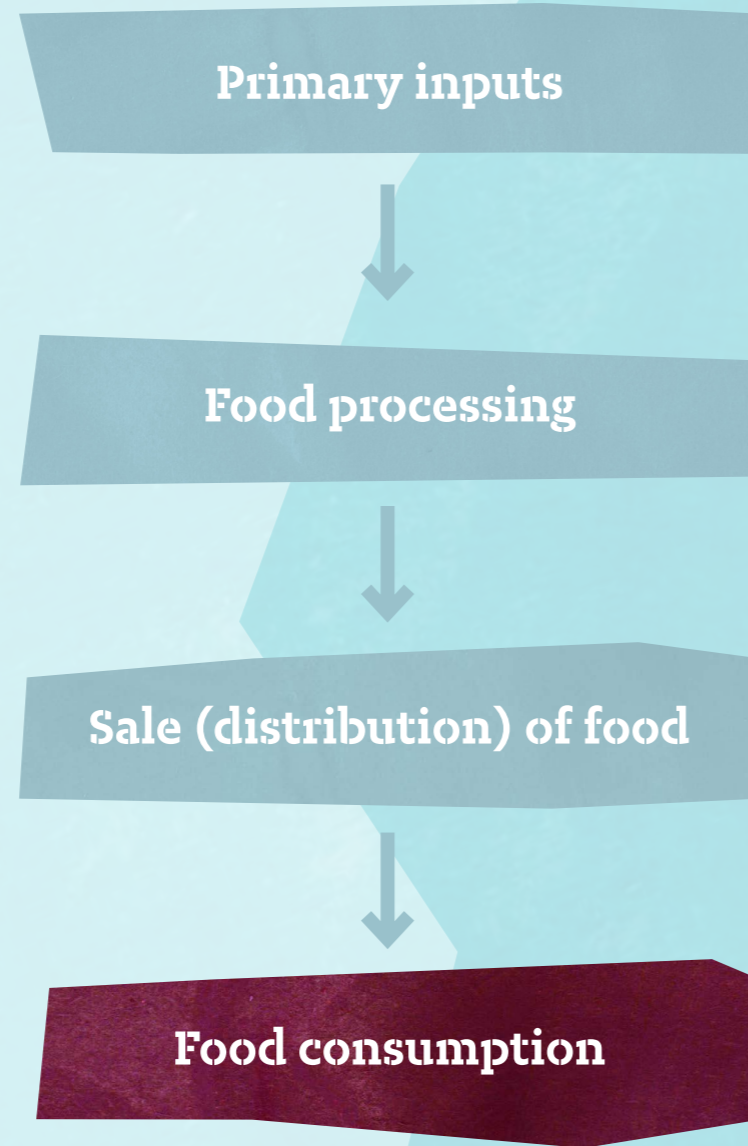 Primary inputs
Food processing
Sale (distribution) of food
Food consumption